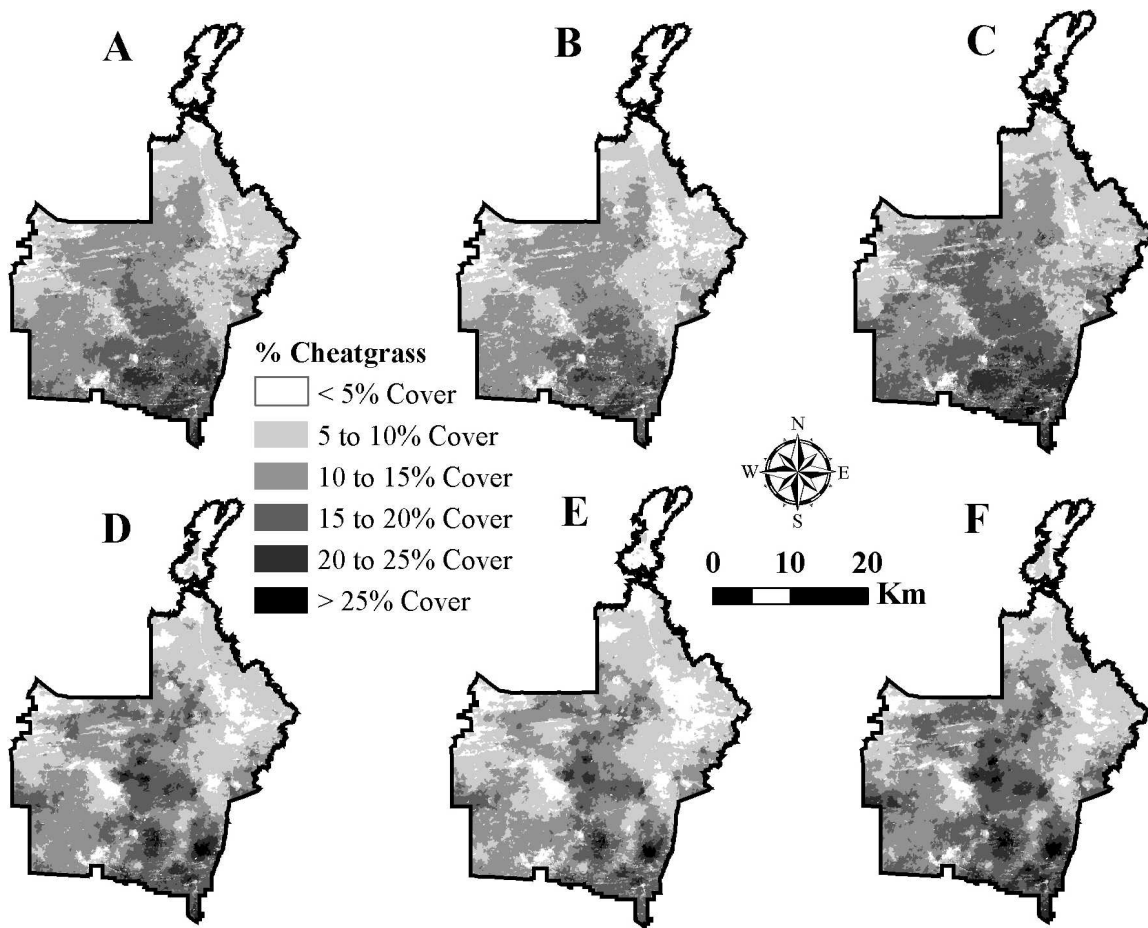 A
B
C
% Cheatgrass
< 5% Cover
5 to 10% Cover
10 to 15% Cover
15 to 20% Cover
20 to 25% Cover
> 25% Cover
N
W
E
S
D
E
F
0 10 20
Km